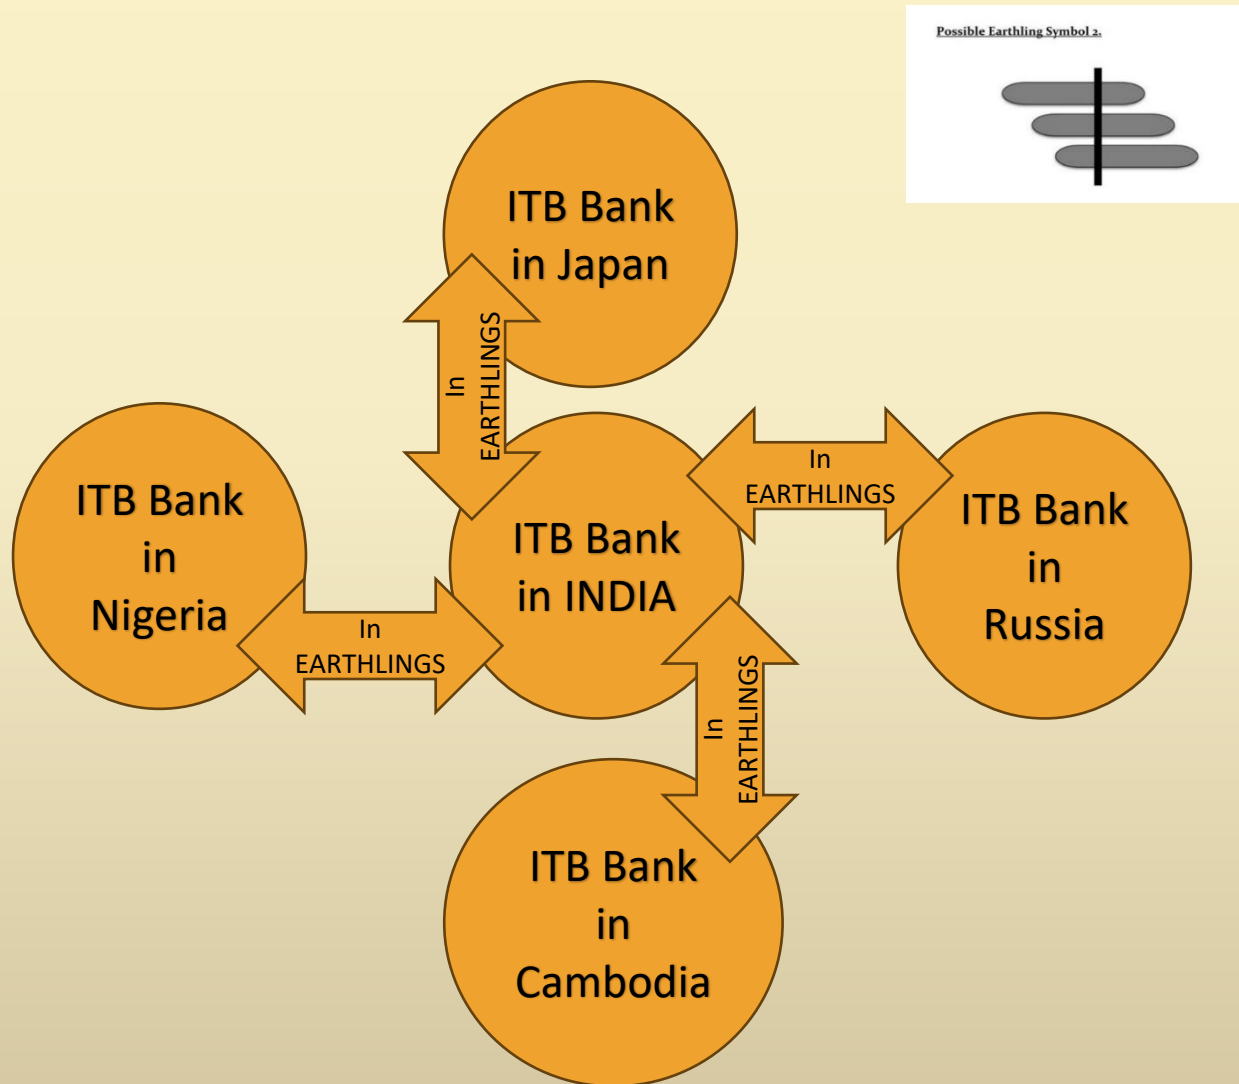 Possible Earthling Symbol 2.
ITB Bank
in Japan
In
EARTHLINGS
ITB Bank
in
Nigeria
In
EARTHLINGS
ITB Bank
in INDIA
In
EARTHLINGS
ITB Bank
in
Russia
In
EARTHLINGS
ITB Bank
in
Cambodia